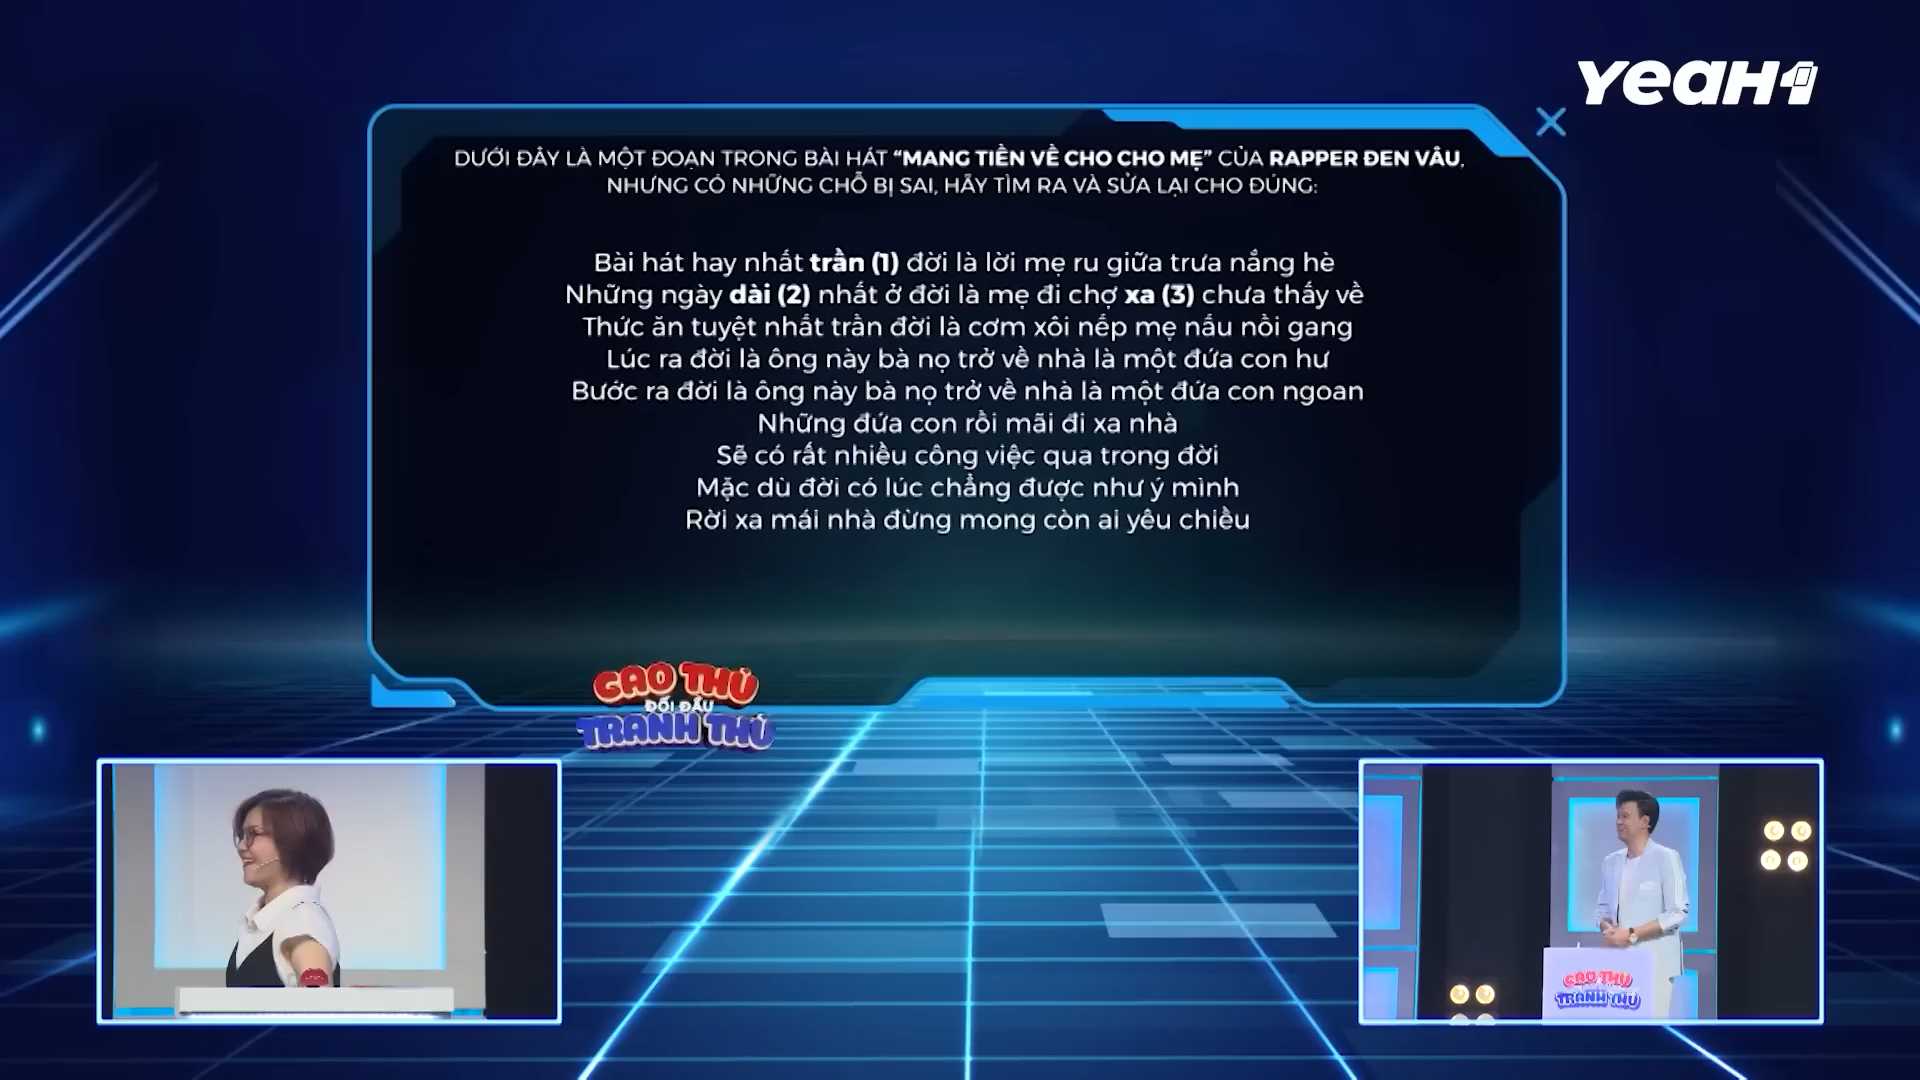 YEAH1
DƯỚI ĐÂY LÀ MỘT ĐOẠN TRONG BÀI HÁT “MANG TIỀN VỀ CHO CHO MẸ” CỦA RAPPER ĐEN VÂU,
NHƯNG CÓ NHỮNG CHỖ BỊ SAI, HÃY TÌM RA VÀ SỬA LẠI CHO ĐÚNG:
Bài hát hay nhất trần (1) đời là lời mẹ ru giữa trưa nắng hè
Những ngày dài (2) nhất ở đời là mẹ đi chợ xa (3) chưa thấy về
Thức ăn tuyệt nhất trần đời là cơm xôi nếp mẹ nấu nồi gang
Lúc ra đời là ông này bà nọ trở về nhà là một đứa con hư
Bước ra đời là ông này bà nọ trở về nhà là một đứa con ngoan
Những đứa con rồi mãi đi xa nhà
Sẽ có rất nhiều công việc qua trong đời
Mặc dù đời có lúc chẳng được như ý mình
Rời xa mái nhà đừng mong còn ai yêu chiều
CAO THỦ
ĐỐI ĐẦU
TRANH THỦ
CAO THỦ
TRANH THỦ